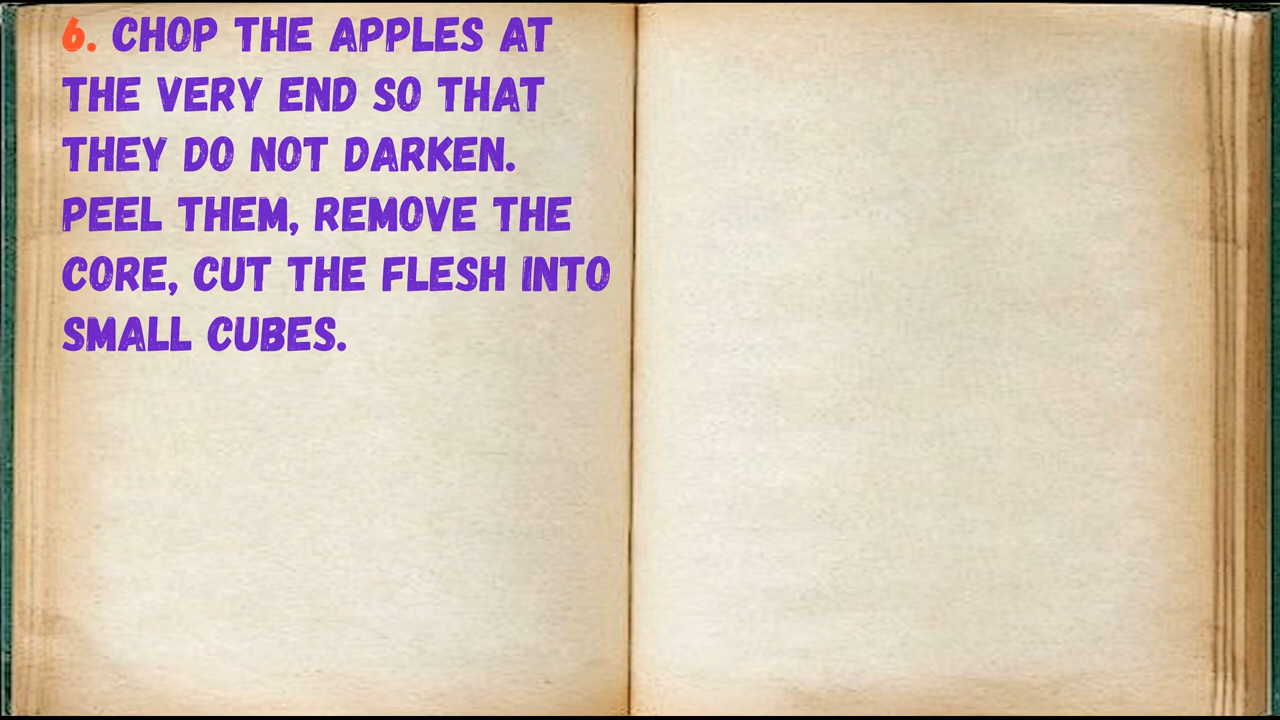 6. CHOP THE APPLES AT
THE VERY END SO THAT
THEY DO NOT DARKEN.
PEEL THEM, REMOVE THE
CORE, CUT THE FLESH INTO
SMALL CUBES.